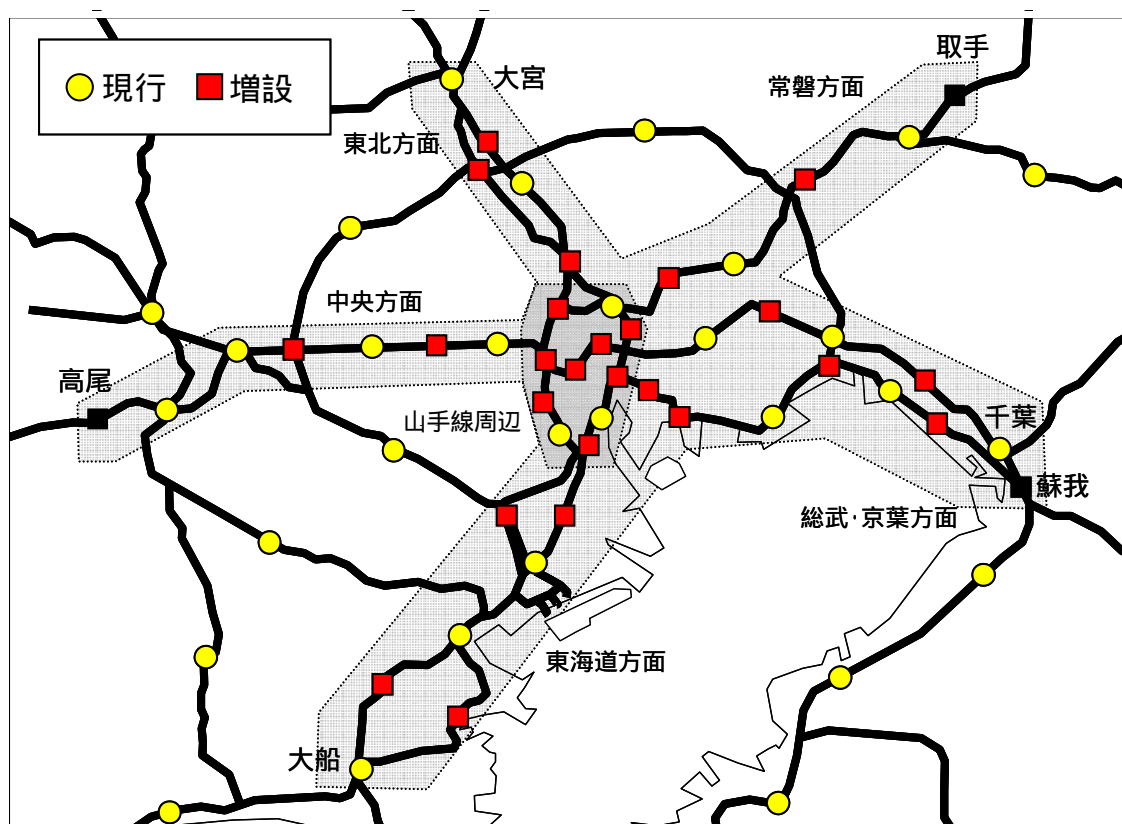 現行 増設
大宮
取手
常磐方面
東北方面
中央方面
高尾
山手線周辺
千葉
蘇我
総武・京葉方面
東海道方面
大船